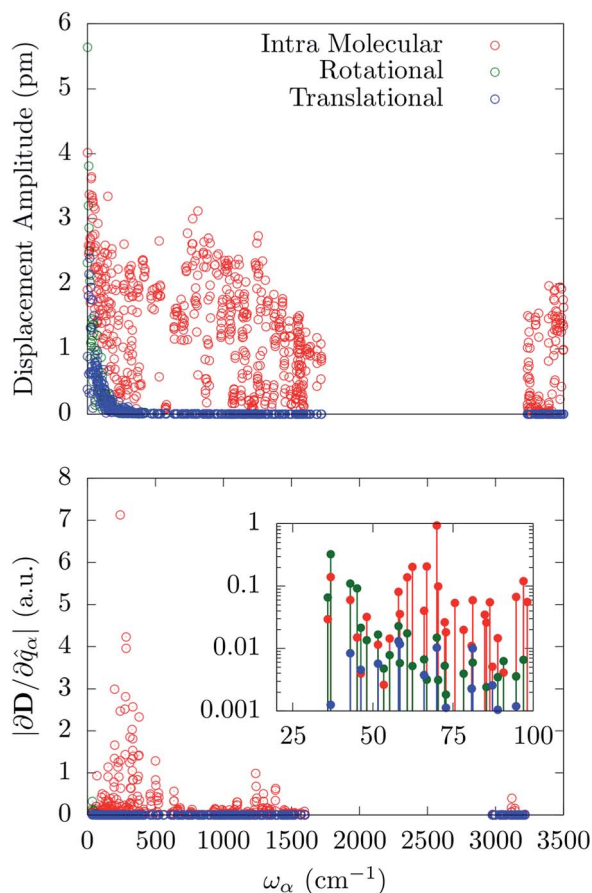 6
5
4
3
2
1
0
Displacement Amplitude (pm)
Intra Molecular
Rotational
Translational
8
7
6
5
4
3
2
1
0
|∂D/∂q̂α| (a.u.)
1
0.1
0.01
0.001
25 50 75 100
0 500 1000 1500 2000 2500 3000 3500
ωα (cm⁻¹)